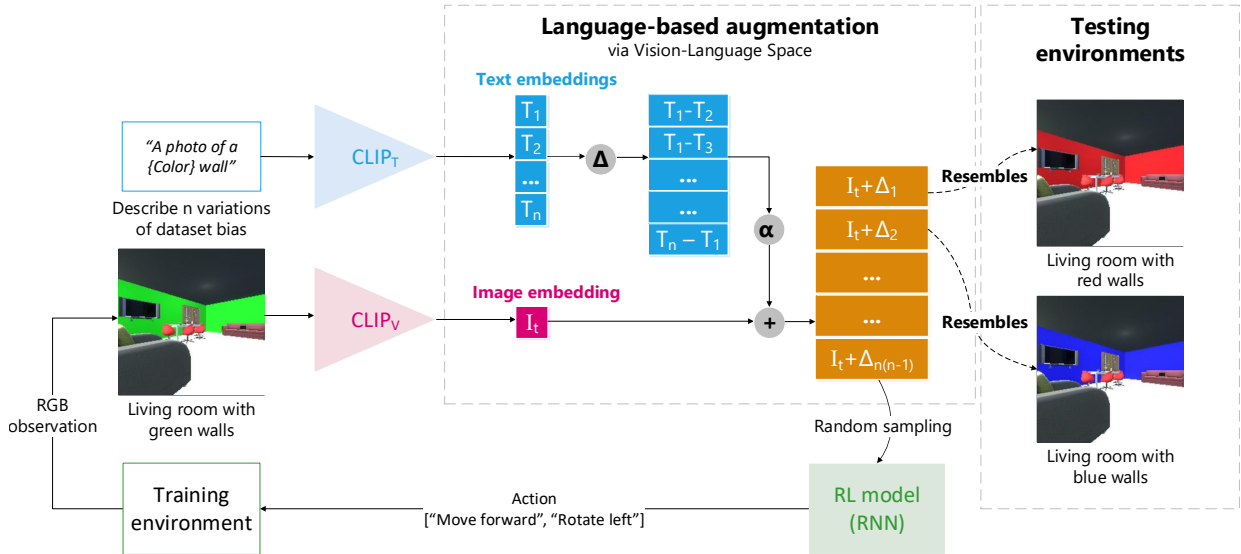 Language-based augmentation
via Vision-Language Space
Testing
environments
Text embeddings
“A photo of a
{Color} wall”
CLIP_T
T₁
T₂
...
Tₙ
Δ
T₁-T₂
T₁-T₃
...
...
Tₙ – T₁
α
Describe n variations
of dataset bias
Image embedding
CLIP_V
Iₜ
+
Iₜ+Δ₁
Iₜ+Δ₂
...
...
Iₜ+Δₙ₍ₙ₋₁₎
Resembles
Resembles
Living room with
red walls
Living room with
blue walls
Living room with
green walls
RGB
observation
Random sampling
Training
environment
Action
[“Move forward”, “Rotate left”]
RL model
(RNN)